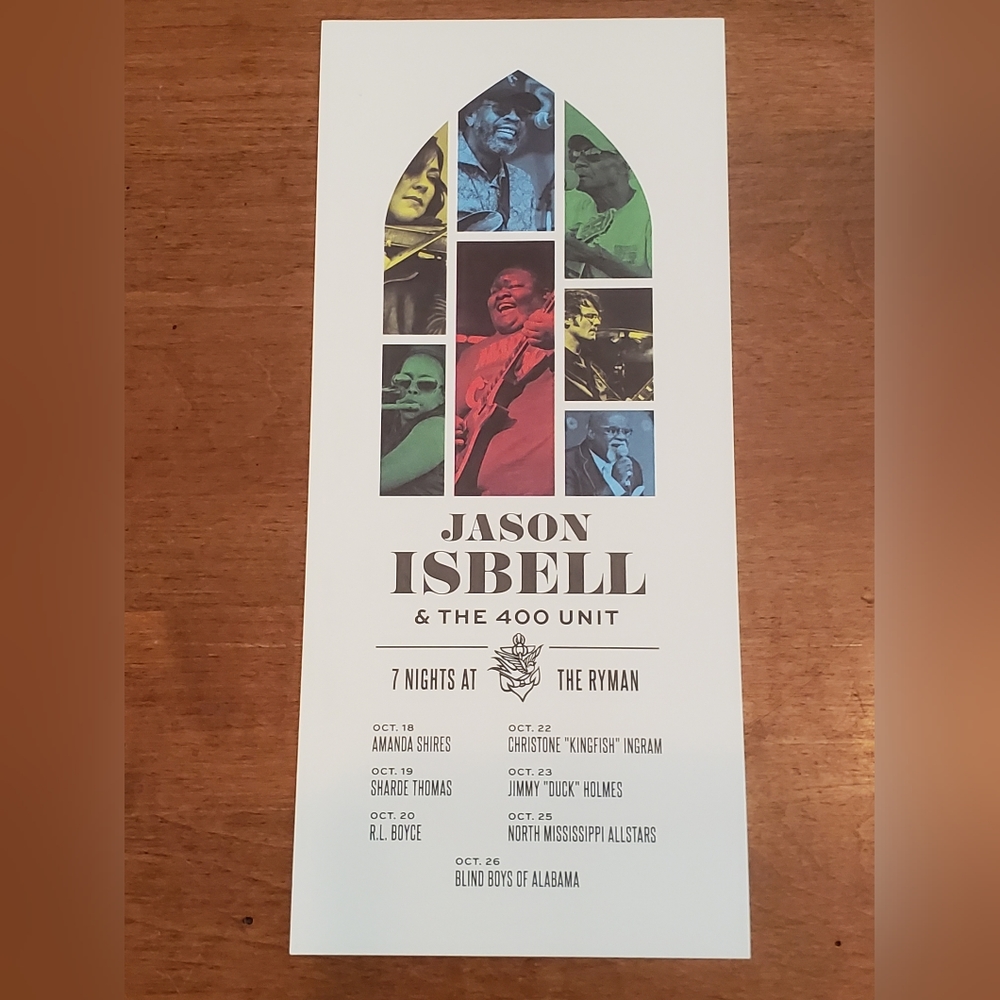 JASON
ISBELL
& THE 400 UNIT
7 NIGHTS AT THE RYMAN
OCT. 18
AMANDA SHIRES
OCT. 19
SHARDE THOMAS
OCT. 20
R.L. BOYCE
OCT. 22
CHRISTONE "KINGFISH" INGRAM
OCT. 23
JIMMY "DUCK" HOLMES
OCT. 25
NORTH MISSISSIPPI ALLSTARS
OCT. 26
BLIND BOYS OF ALABAMA